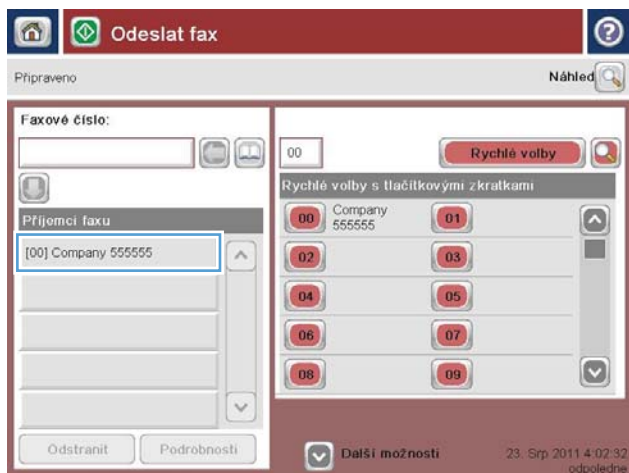 Odeslat fax
Připraveno
Náhled
Faxové číslo:
00
Rychlé volby
Rychlé volby s tlačítkovými zkratkami
Příjemci faxu
[00] Company 555555
00 Company 555555
01
02
03
04
05
06
07
08
09
Odstranit
Podrobnosti
Další možnosti
23. Srp 2011 4:02:32
odpoledne